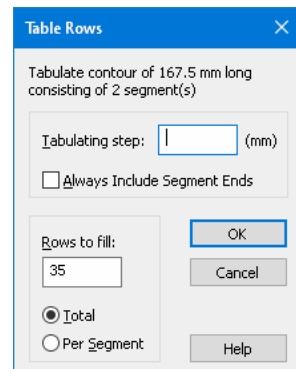 Table Rows
Tabulate contour of 167.5 mm long
consisting of 2 segment(s)
Tabulating step: (mm)
Always Include Segment Ends
Rows to fill:
35
Total
Per Segment
OK
Cancel
Help